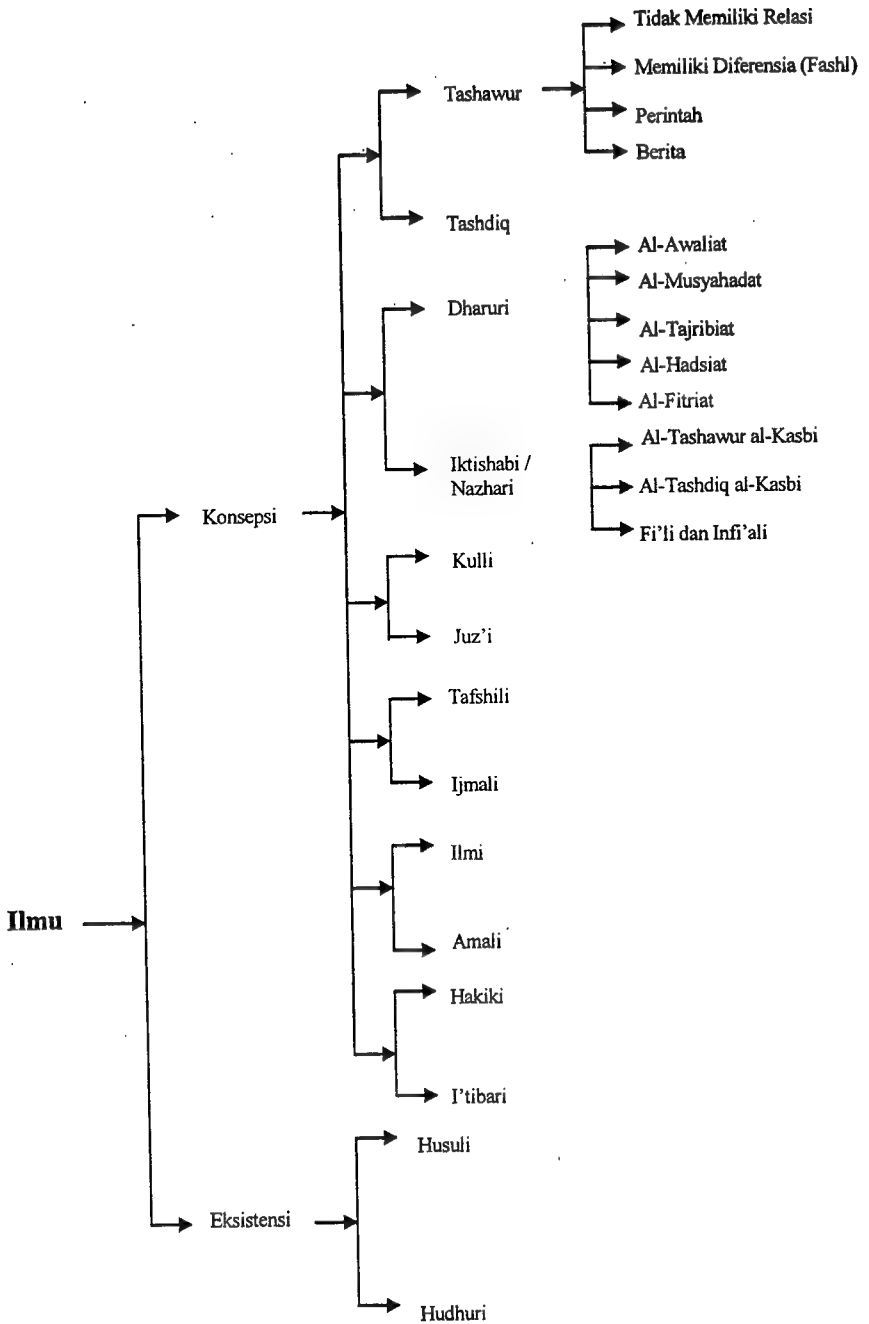 Tidak Memiliki Relasi
Tashawur
Memiliki Diferensia (Fashl)
Perintah
Berita
Tashdiq
Al-Awaliat
Dharuri
Al-Musyahadat
Al-Tajribiat
Al-Hadsiat
Al-Fitriat
Iktishabi /
Nazhari
Al-Tashawur al-Kasbi
Al-Tashdiq al-Kasbi
Fi'li dan Infi'ali
Konsepsi
Kulli
Juz'i
Tafshili
Ijmali
Ilmi
Ilmu
Amali
Hakiki
I'tibari
Husuli
Eksistensi
Hudhuri